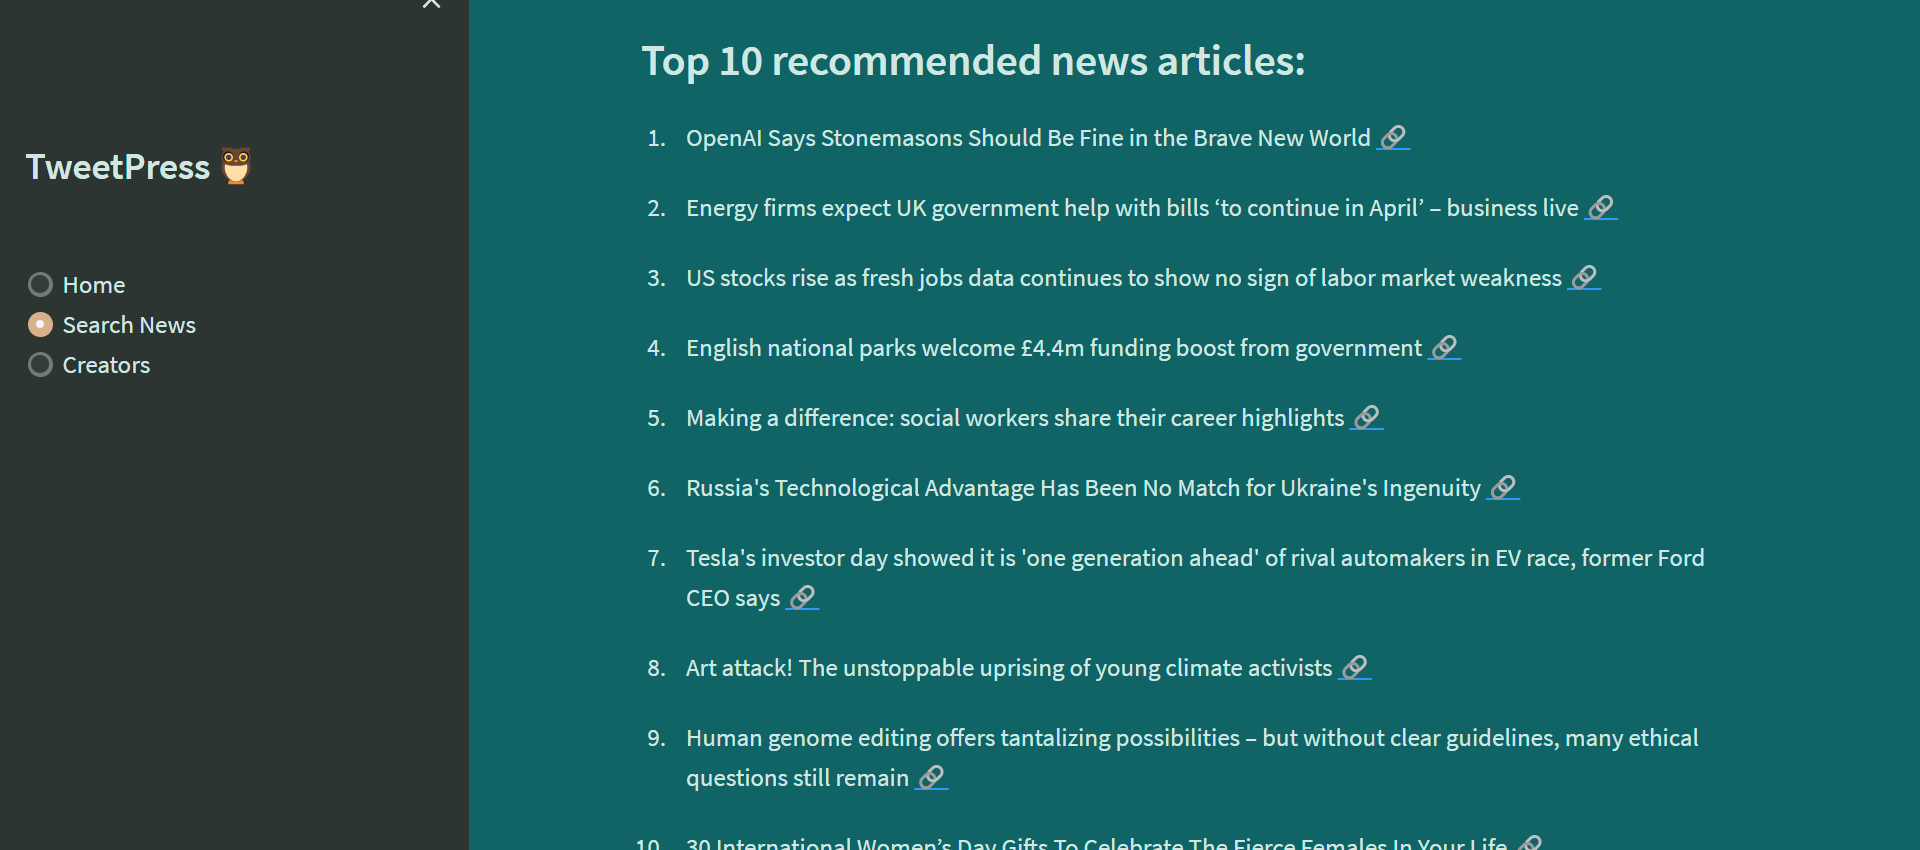 Top 10 recommended news articles:
1. OpenAI Says Stonemasons Should Be Fine in the Brave New World
TweetPress
2. Energy firms expect UK government help with bills ‘to continue in April’ – business live
Home
3. US stocks rise as fresh jobs data continues to show no sign of labor market weakness
Search News
4. English national parks welcome £4.4m funding boost from government
Creators
5. Making a difference: social workers share their career highlights
6. Russia's Technological Advantage Has Been No Match for Ukraine's Ingenuity
7. Tesla's investor day showed it is 'one generation ahead' of rival automakers in EV race, former Ford
CEO says
8. Art attack! The unstoppable uprising of young climate activists
9. Human genome editing offers tantalizing possibilities – but without clear guidelines, many ethical
questions still remain
10. 30 International Women’s Day Gifts To Celebrate The Fierce Females In Your Life